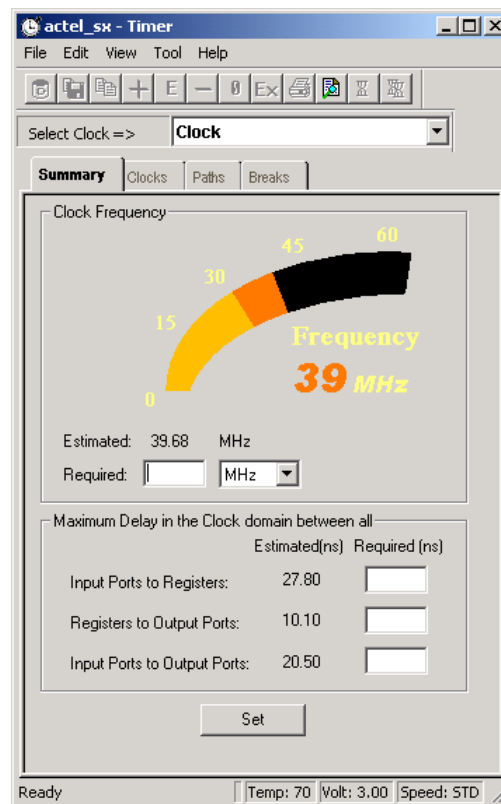 actel_sx - Timer
File Edit View Tool Help
E Ex
Select Clock => Clock
Summary Clocks Paths Breaks
Clock Frequency
0 15 30 45 60
Frequency
39 MHz
Estimated: 39.68 MHz
Required: MHz
Maximum Delay in the Clock domain between all
Estimated(ns) Required (ns)
Input Ports to Registers: 27.80
Registers to Output Ports: 10.10
Input Ports to Output Ports: 20.50
Set
Ready Temp: 70 Volt: 3.00 Speed: STD